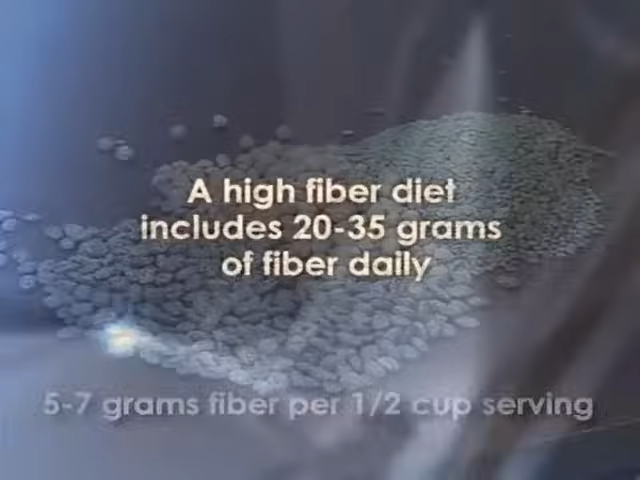 A high fiber diet
includes 20-35 grams
of fiber daily
5-7 grams fiber per 1/2 cup serving